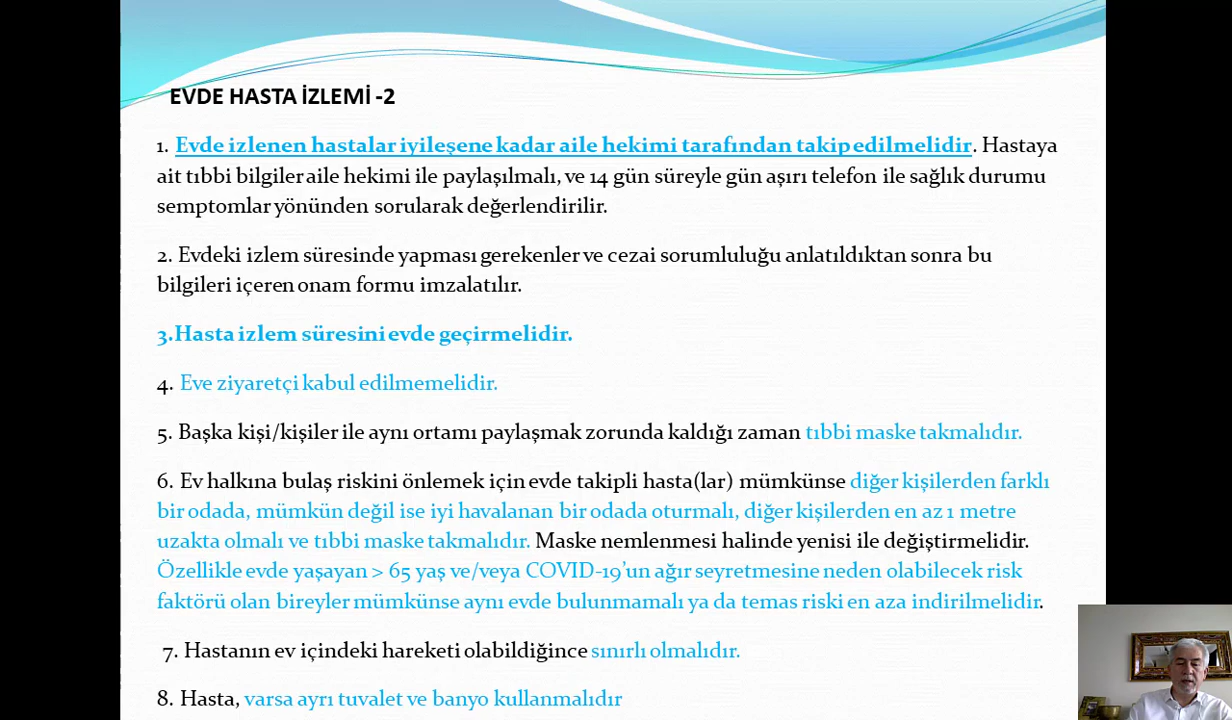 EVDE HASTA İZLEMİ -2
1. Evde izlenen hastalar iyileşene kadar aile hekimi tarafından takip edilmelidir. Hastaya
ait tıbbi bilgiler aile hekimi ile paylaşılmalı, ve 14 gün süreyle gün aşırı telefon ile sağlık durumu
semptomlar yönünden sorularak değerlendirilir.
2. Evdeki izlem süresinde yapması gerekenler ve cezai sorumluluğu anlatıldıktan sonra bu
bilgileri içeren onam formu imzalatılır.
3.Hasta izlem süresini evde geçirmelidir.
4. Eve ziyaretçi kabul edilmemelidir.
5. Başka kişi/kişiler ile aynı ortamı paylaşmak zorunda kaldığı zaman tıbbi maske takmalıdır.
6. Ev halkına bulaş riskini önlemek için evde takipli hasta(lar) mümkünse diğer kişilerden farklı
bir odada, mümkün değil ise iyi havalanan bir odada oturmalı, diğer kişilerden en az 1 metre
uzakta olmalı ve tıbbi maske takmalıdır. Maske nemlenmesi halinde yenisi ile değiştirmelidir.
Özellikle evde yaşayan > 65 yaş ve/veya COVID-19’un ağır seyretmesine neden olabilecek risk
faktörü olan bireyler mümkünse aynı evde bulunmamalı ya da temas riski en aza indirilmelidir.
7. Hastanın ev içindeki hareketi olabildiğince sınırlı olmalıdır.
8. Hasta, varsa ayrı tuvalet ve banyo kullanmalıdır